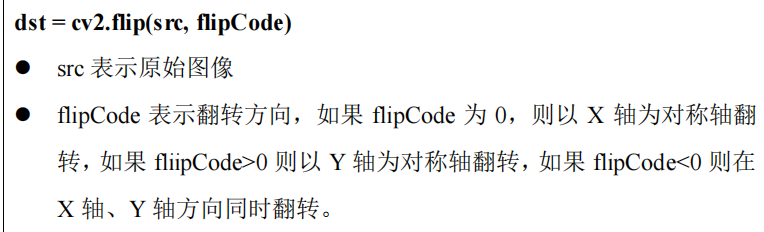 dst = cv2.flip(src, flipCode)
● src 表示原始图像
● flipCode 表示翻转方向，如果 flipCode 为 0，则以 X 轴为对称轴翻
转，如果 fliipCode>0 则以 Y 轴为对称轴翻转，如果 flipCode<0 则在
X 轴、Y 轴方向同时翻转。